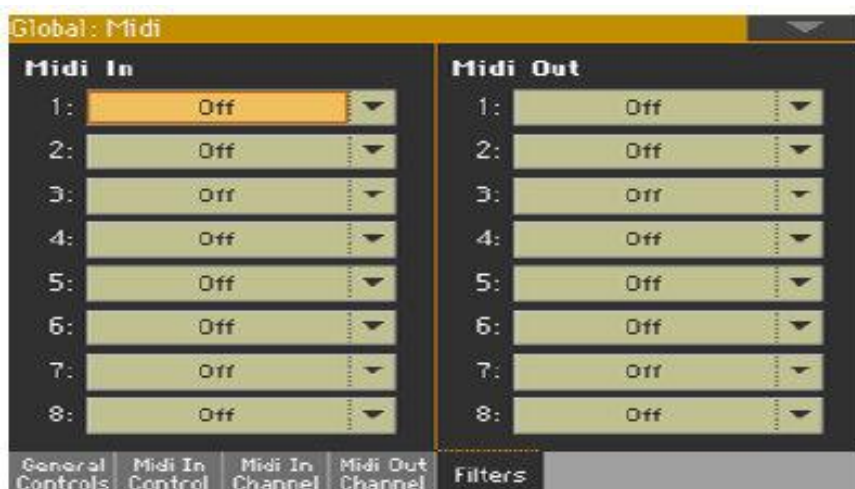 Global: Midi
Midi In
1: Off
2: Off
3: Off
4: Off
5: Off
6: Off
7: Off
8: Off
Midi Out
1: Off
2: Off
3: Off
4: Off
5: Off
6: Off
7: Off
8: Off
General Controls
Midi In Control
Midi In Channel
Midi Out Channel
Filters